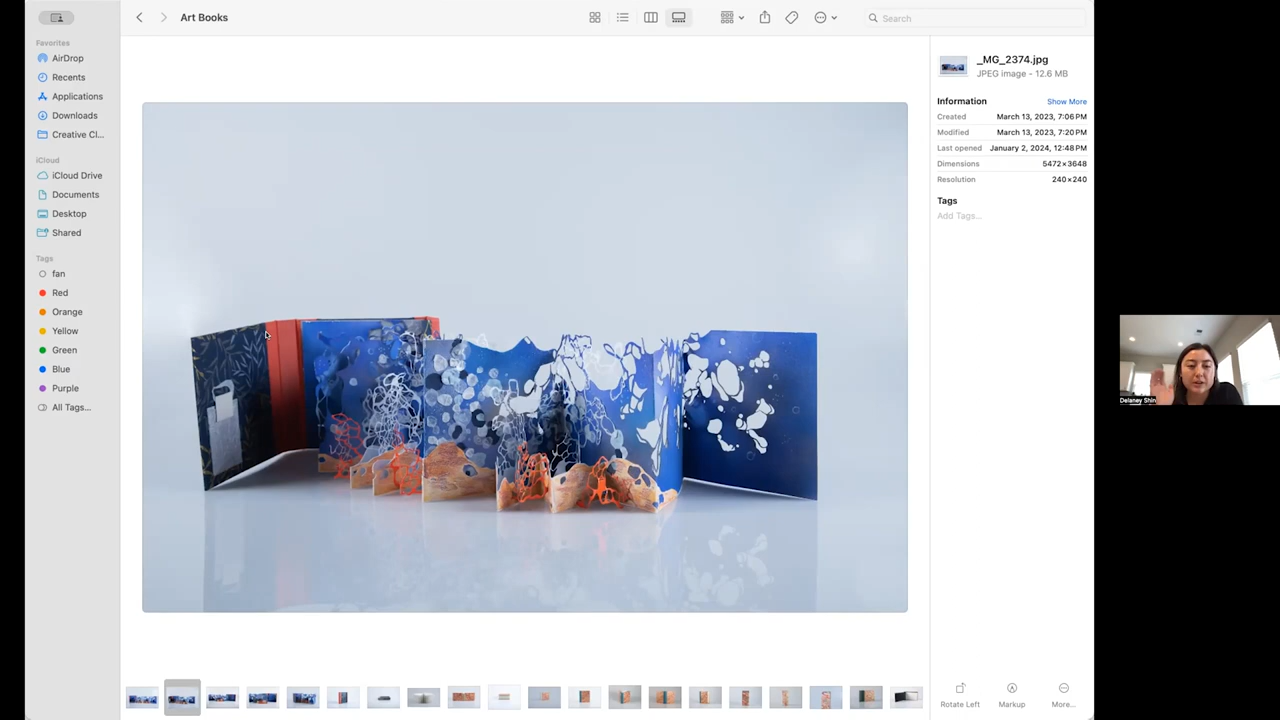 Art Books
Search
Favorites
AirDrop
Recents
Applications
Downloads
Creative Cl...
iCloud
iCloud Drive
Documents
Desktop
Shared
Tags
fan
Red
Orange
Yellow
Green
Blue
Purple
All Tags...
_MG_2374.jpg
JPEG image - 12.6 MB
Information
Show More
Created
March 13, 2023, 7:06 PM
Modified
March 13, 2023, 7:20 PM
Last opened
January 2, 2024, 12:48 PM
Dimensions
5472×3648
Resolution
240×240
Tags
Add Tags...
Rotate Left
Markup
More...
Delaney Shin